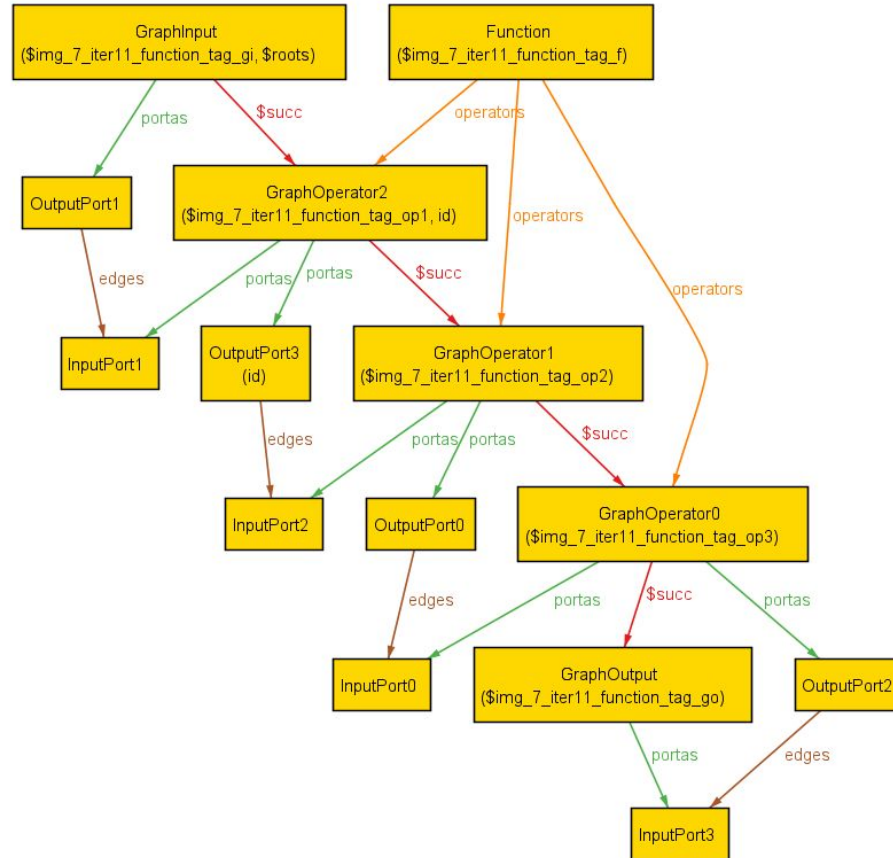 GraphInput
($img_7_iter11_function_tag_gi, $roots)
Function
($img_7_iter11_function_tag_f)
portas
$succ
operators
OutputPort1
GraphOperator2
($img_7_iter11_function_tag_op1, id)
operators
edges
portas
portas
$succ
operators
InputPort1
OutputPort3
(id)
GraphOperator1
($img_7_iter11_function_tag_op2)
edges
portas
portas
$succ
InputPort2
OutputPort0
GraphOperator0
($img_7_iter11_function_tag_op3)
edges
portas
$succ
portas
InputPort0
GraphOutput
($img_7_iter11_function_tag_go)
OutputPort2
portas
edges
InputPort3